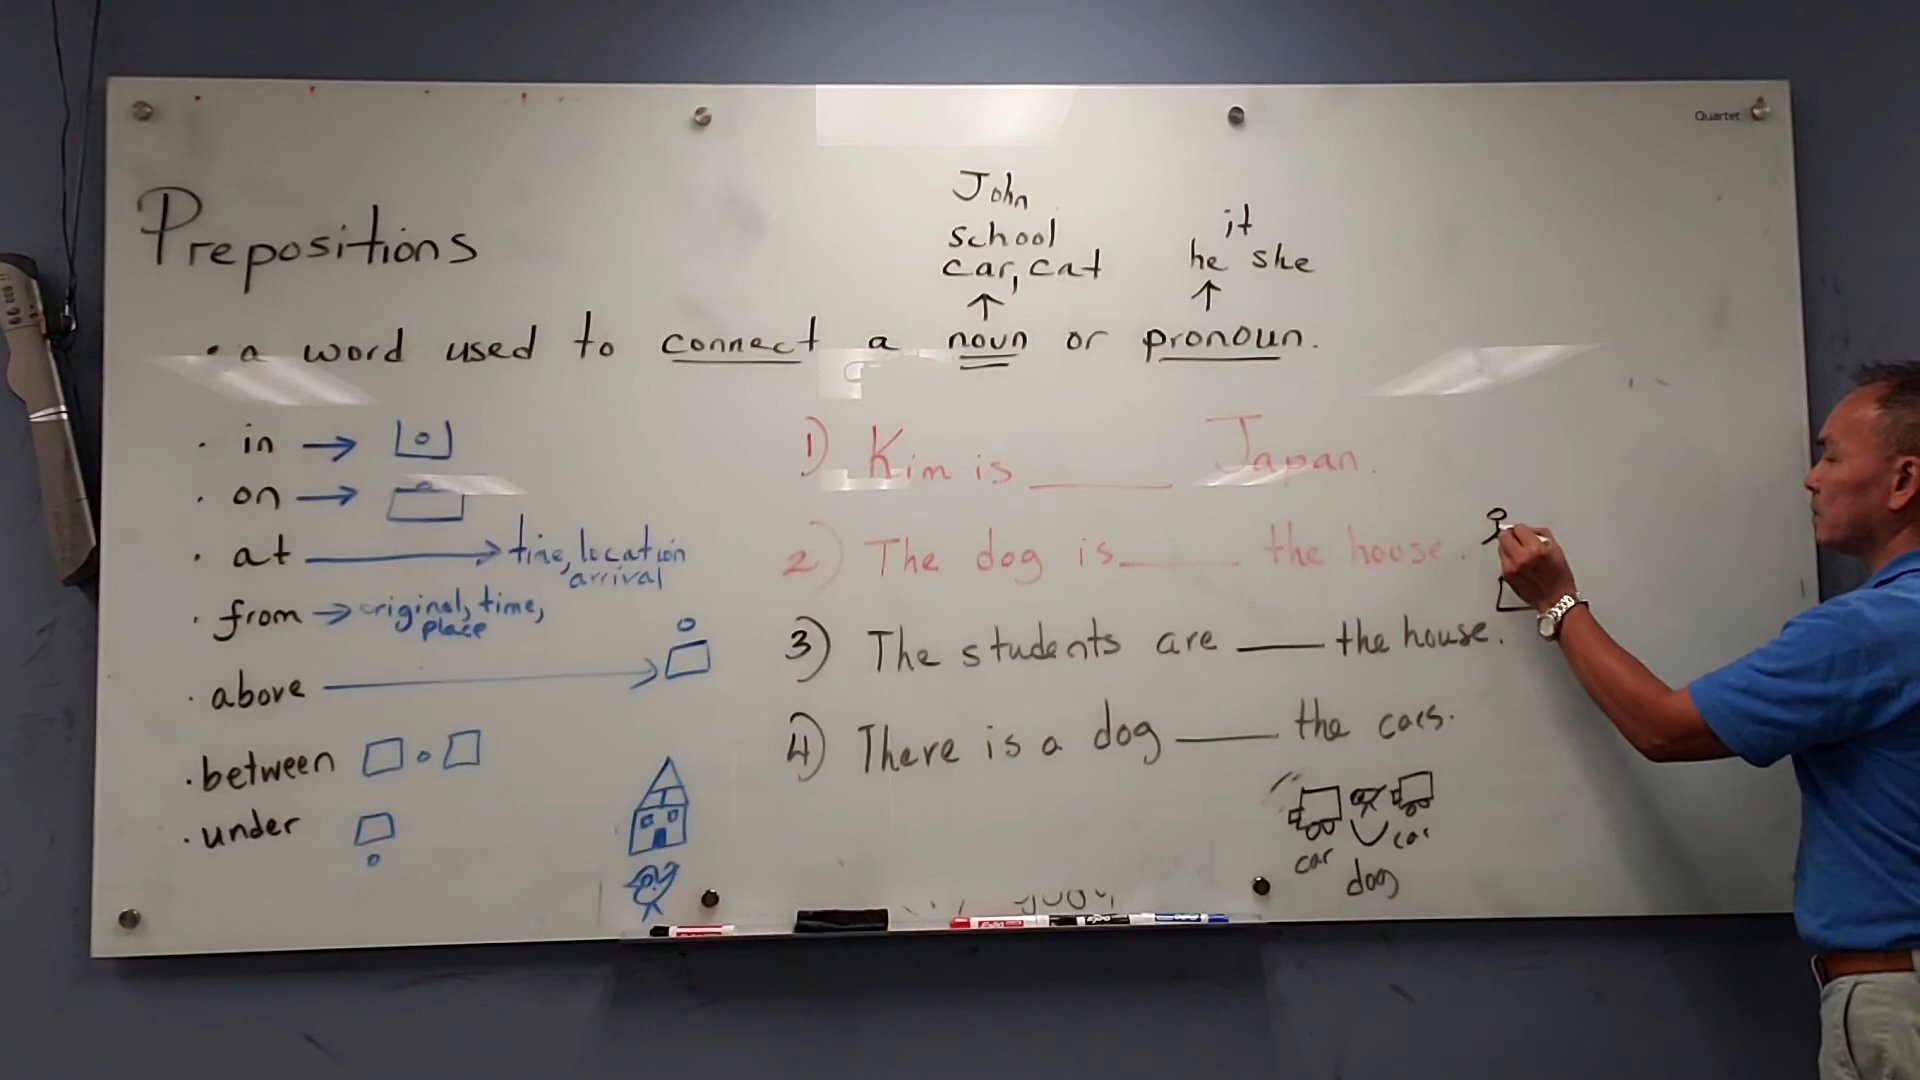 Quartet
John
school
car, cat
it
he she
Prepositions
• a word used to connect a noun or pronoun.
• in →
• on →
• at → time, location
arrival
• from → original, time,
place
• above →
• between
• under
1) Kim is ____ Japan.
2) The dog is ____ the house.
3) The students are ____ the house.
4) There is a dog ____ the cars.
car
car
dog